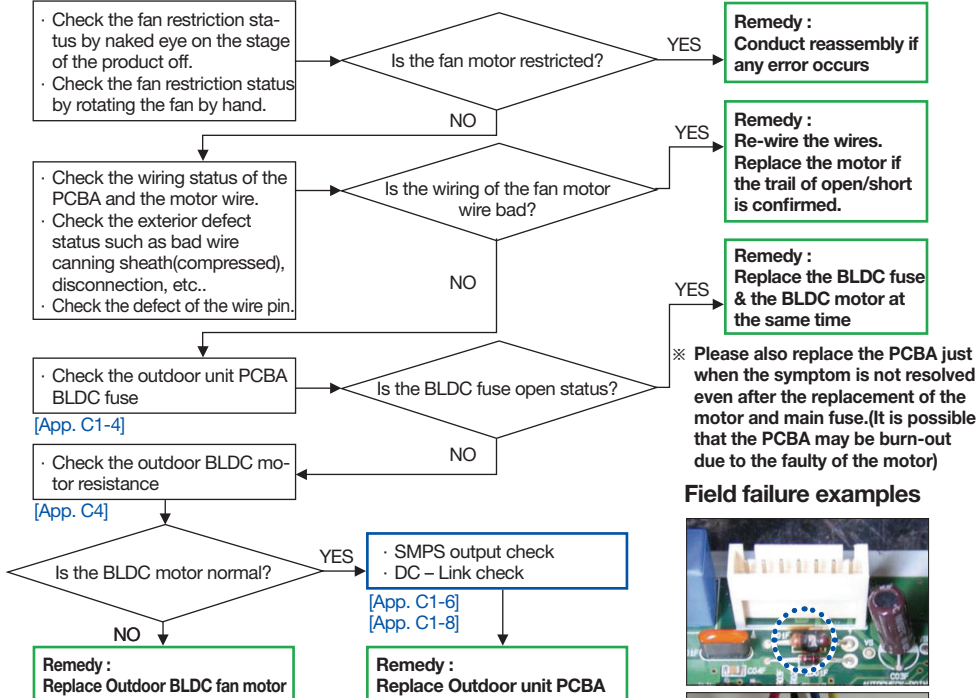 · Check the fan restriction sta-
tus by naked eye on the stage
of the product off.
· Check the fan restriction status
by rotating the fan by hand.
Is the fan motor restricted?
YES
Remedy :
Conduct reassembly if
any error occurs
NO
· Check the wiring status of the
PCBA and the motor wire.
· Check the exterior defect
status such as bad wire
canning sheath(compressed),
disconnection, etc..
· Check the defect of the wire pin.
Is the wiring of the fan motor
wire bad?
YES
Remedy :
Re-wire the wires.
Replace the motor if
the trail of open/short
is confirmed.
NO
· Check the outdoor unit PCBA
BLDC fuse
[App. C1-4]
Is the BLDC fuse open status?
YES
Remedy :
Replace the BLDC fuse
& the BLDC motor at
the same time
※ Please also replace the PCBA just
when the symptom is not resolved
even after the replacement of the
motor and main fuse.(It is possible
that the PCBA may be burn-out
due to the faulty of the motor)
NO
· Check the outdoor BLDC mo-
tor resistance
[App. C4]
Is the BLDC motor normal?
YES
· SMPS output check
· DC – Link check
[App. C1-6]
[App. C1-8]
NO
Remedy :
Replace Outdoor BLDC fan motor
Remedy :
Replace Outdoor unit PCBA
Field failure examples